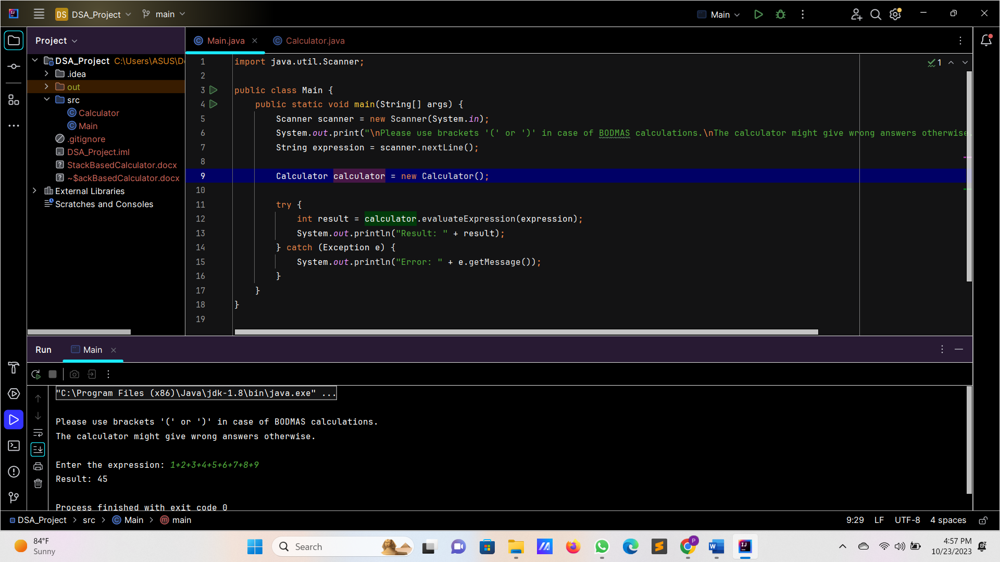 DS DSA_Project main Main
Project
Main.java Calculator.java
DSA_Project C:\Users\ASUS\D
.idea
out
src
Calculator
Main
.gitignore
DSA_Project.iml
StackBasedCalculator.docx
~$ackBasedCalculator.docx
External Libraries
Scratches and Consoles
1 import java.util.Scanner;
2
3 public class Main {
4 public static void main(String[] args) {
5 Scanner scanner = new Scanner(System.in);
6 System.out.print("\nPlease use brackets '(' or ')' in case of BODMAS calculations.\nThe calculator might give wrong answers otherwise.
7 String expression = scanner.nextLine();
8
9 Calculator calculator = new Calculator();
10
11 try {
12 int result = calculator.evaluateExpression(expression);
13 System.out.println("Result: " + result);
14 } catch (Exception e) {
15 System.out.println("Error: " + e.getMessage());
16 }
17 }
18 }
19
1
Run Main
"C:\Program Files (x86)\Java\jdk-1.8\bin\java.exe" ...
Please use brackets '(' or ')' in case of BODMAS calculations.
The calculator might give wrong answers otherwise.
Enter the expression: 1+2+3+4+5+6+7+8+9
Result: 45
Process finished with exit code 0
DSA_Project > src > Main > main 9:29 LF UTF-8 4 spaces
84°F
Sunny
Search
4:57 PM
10/23/2023